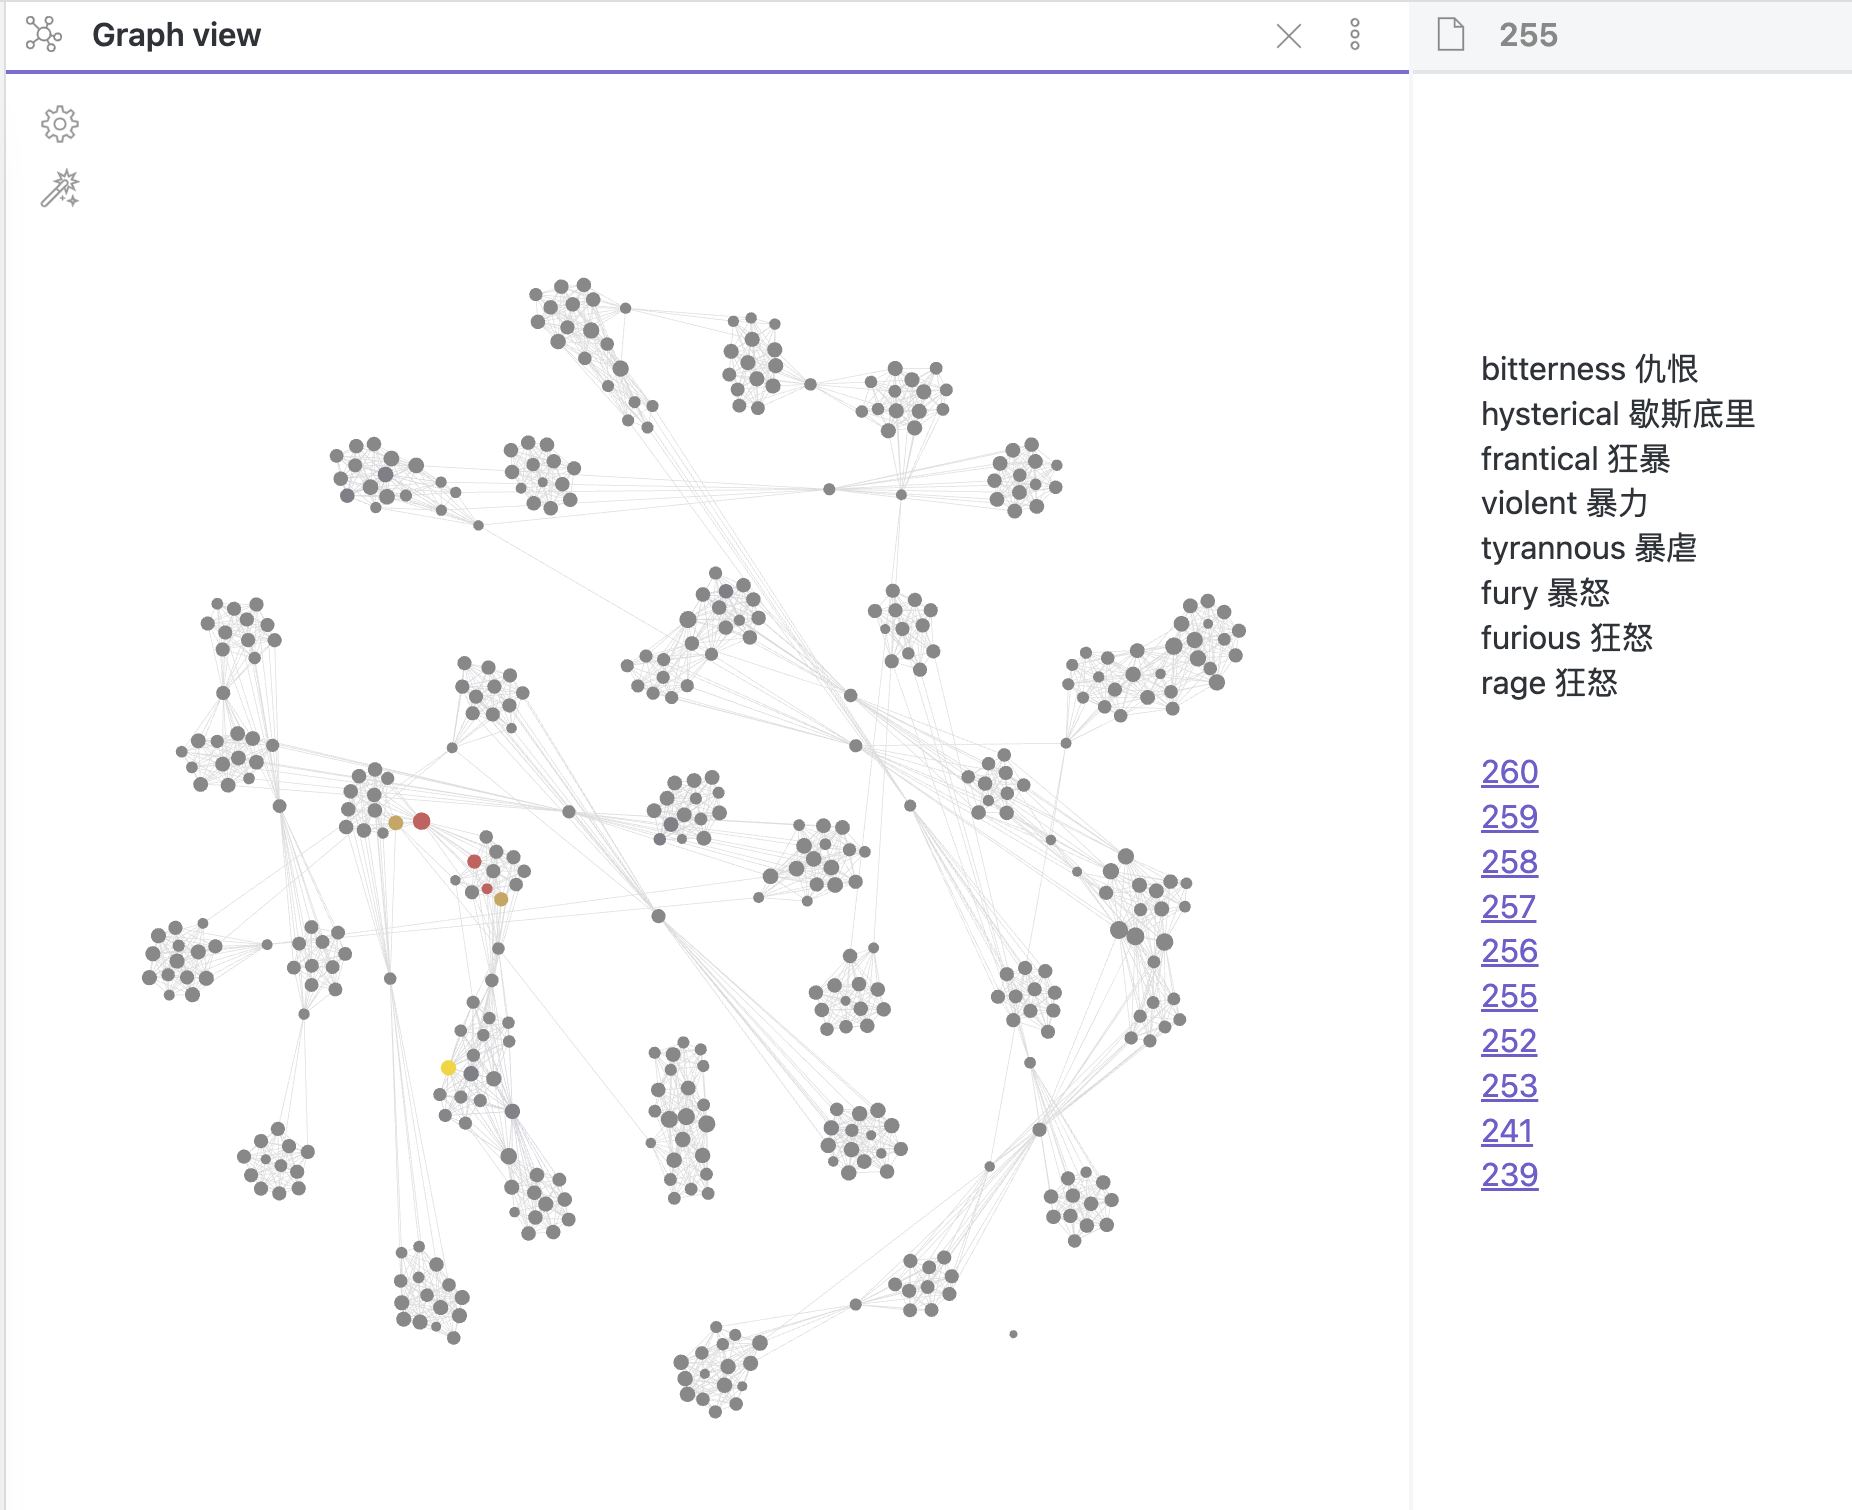 Graph view
255
bitterness 仇恨
hysterical 歇斯底里
frantical 狂暴
violent 暴力
tyrannous 暴虐
fury 暴怒
furious 狂怒
rage 狂怒
260
259
258
257
256
255
252
253
241
239